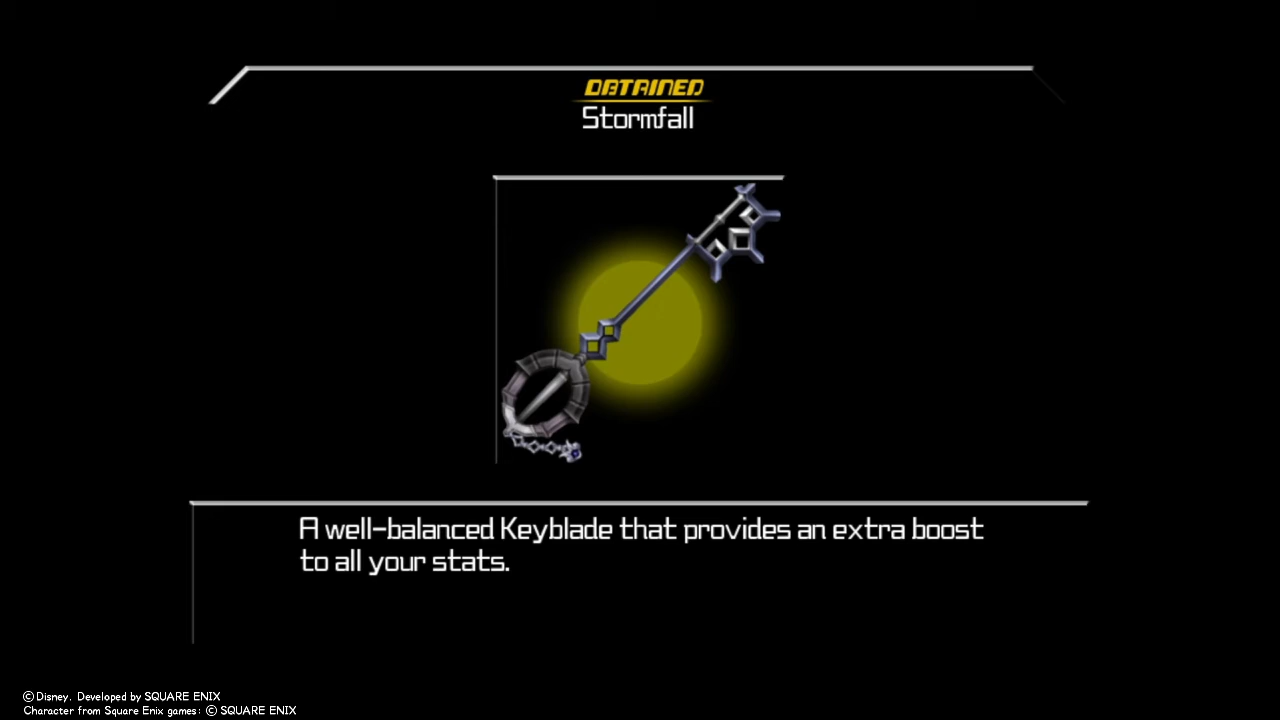 OBTAINED
Stormfall
A well-balanced Keyblade that provides an extra boost
to all your stats.
©Disney. Developed by SQUARE ENIX
Character from Square Enix games: © SQUARE ENIX